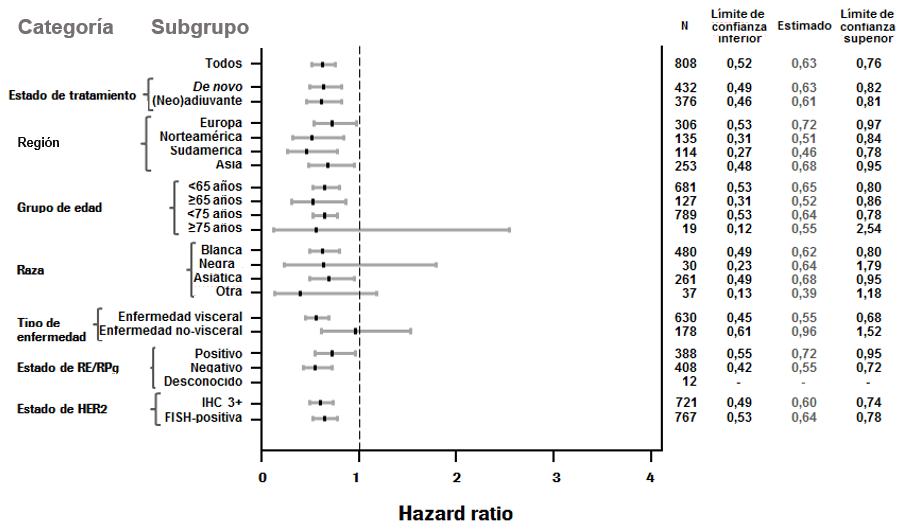 Categoría Subgrupo N Límite de confianza inferior Estimado Límite de confianza superior
Todos 808 0,52 0,63 0,76
Estado de tratamiento
De novo 432 0,49 0,63 0,82
(Neo)adjuvante 376 0,46 0,61 0,81
Región
Europa 306 0,53 0,72 0,97
Norteamérica 135 0,31 0,51 0,84
Sudamérica 114 0,27 0,46 0,78
Asia 253 0,48 0,68 0,95
Grupo de edad
<65 años 681 0,53 0,65 0,80
≥65 años 127 0,31 0,52 0,86
<75 años 789 0,53 0,64 0,78
≥75 años 19 0,12 0,55 2,54
Raza
Blanca 480 0,49 0,62 0,80
Negra 30 0,23 0,64 1,79
Asiática 261 0,49 0,68 0,95
Otra 37 0,13 0,39 1,18
Tipo de enfermedad
Enfermedad visceral 630 0,45 0,55 0,68
Enfermedad no-visceral 178 0,61 0,96 1,52
Estado de RE/RPg
Positivo 388 0,55 0,72 0,95
Negativo 408 0,42 0,55 0,72
Desconocido 12 - - -
Estado de HER2
IHC 3+ 721 0,49 0,60 0,74
FISH-positiva 767 0,53 0,64 0,78
0 1 2 3 4
Hazard ratio